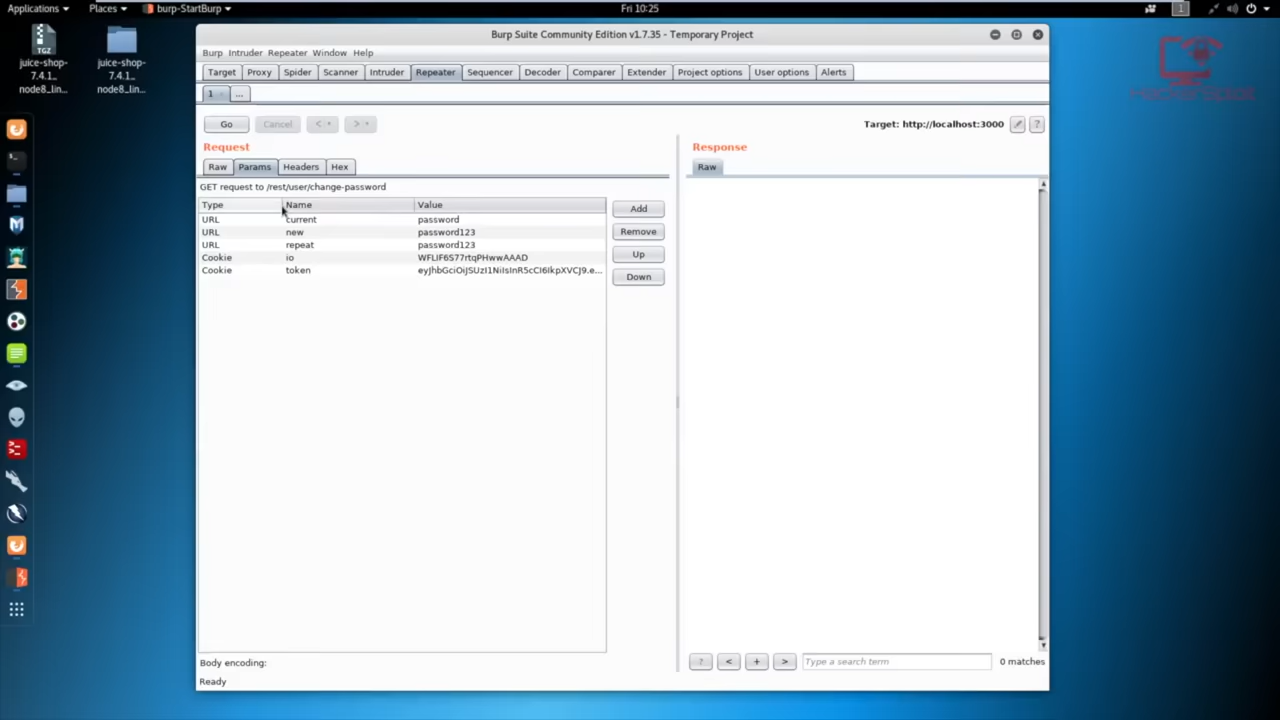 Applications Places burp-StartBurp Fri 10:25 1
juice-shop-7.4.1_node8_lin...
juice-shop-7.4.1_node8_lin...
HackerSploit
Burp Suite Community Edition v1.7.35 - Temporary Project
Burp Intruder Repeater Window Help
Target Proxy Spider Scanner Intruder Repeater Sequencer Decoder Comparer Extender Project options User options Alerts
1 ...
Go Cancel < > Target: http://localhost:3000 ?
Request
Raw Params Headers Hex
GET request to /rest/user/change-password
Type Name Value
URL current password
URL new password123
URL repeat password123
Cookie io WFLIF6S77rtqPHwwAAAD
Cookie token eyJhbGciOiJSUzI1NiIsInR5cCI6IkpXVCJ9.e...
Add
Remove
Up
Down
Body encoding:
Ready
Response
Raw
? < + > Type a search term 0 matches